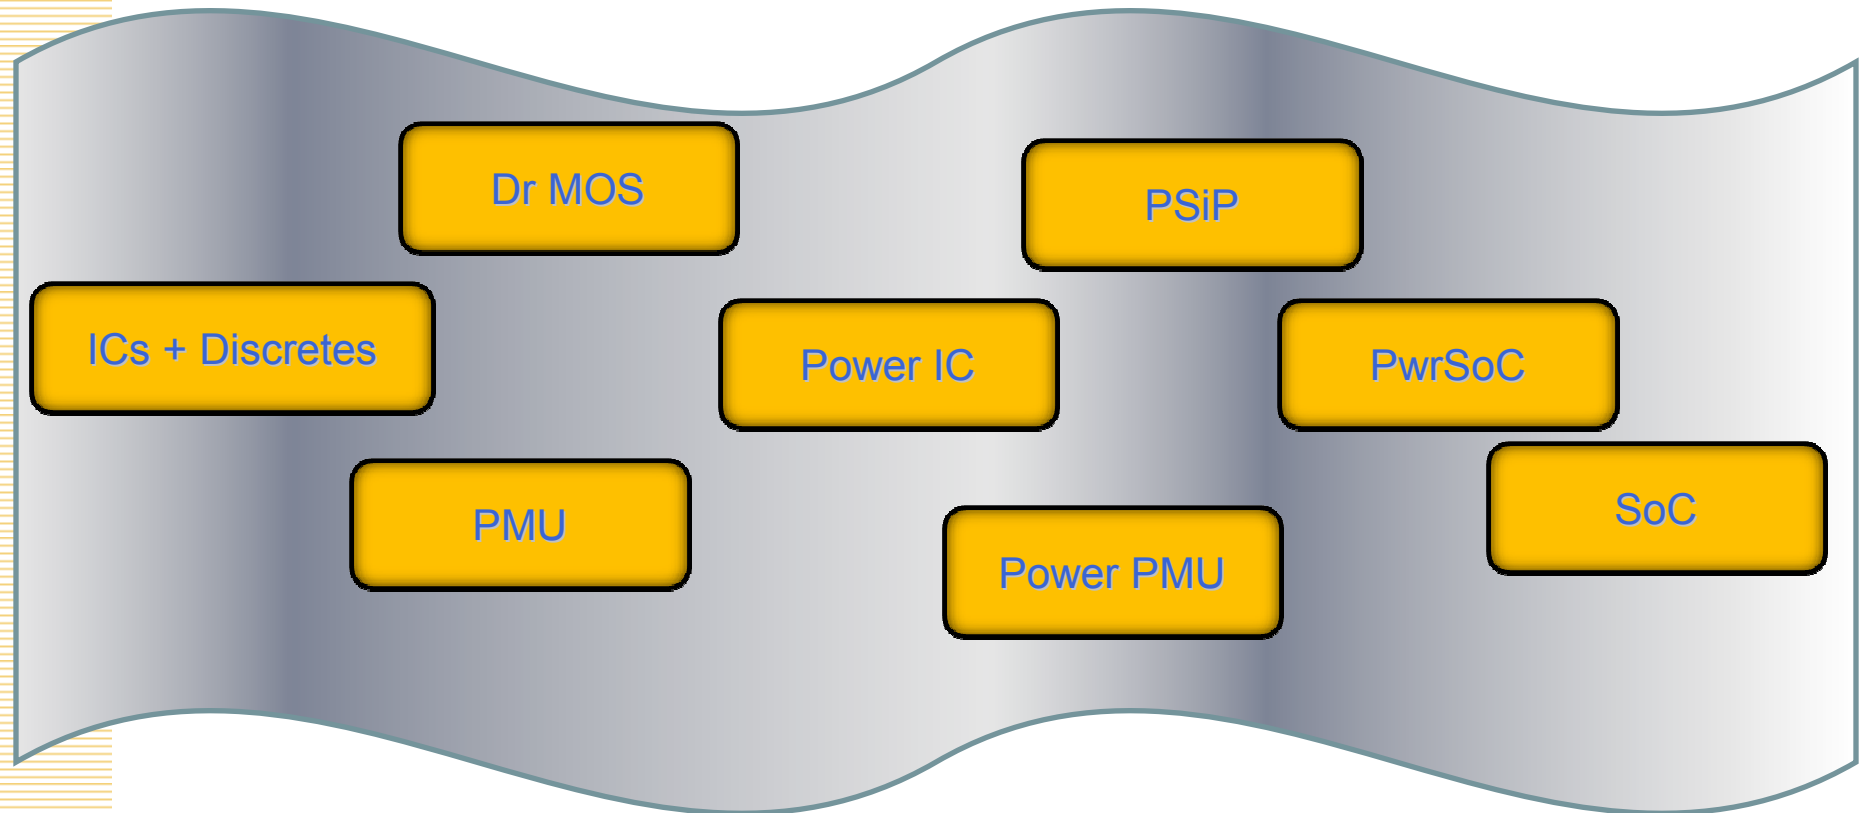 Dr MOS
PSiP
ICs + Discretes
Power IC
PwrSoC
PMU
SoC
Power PMU